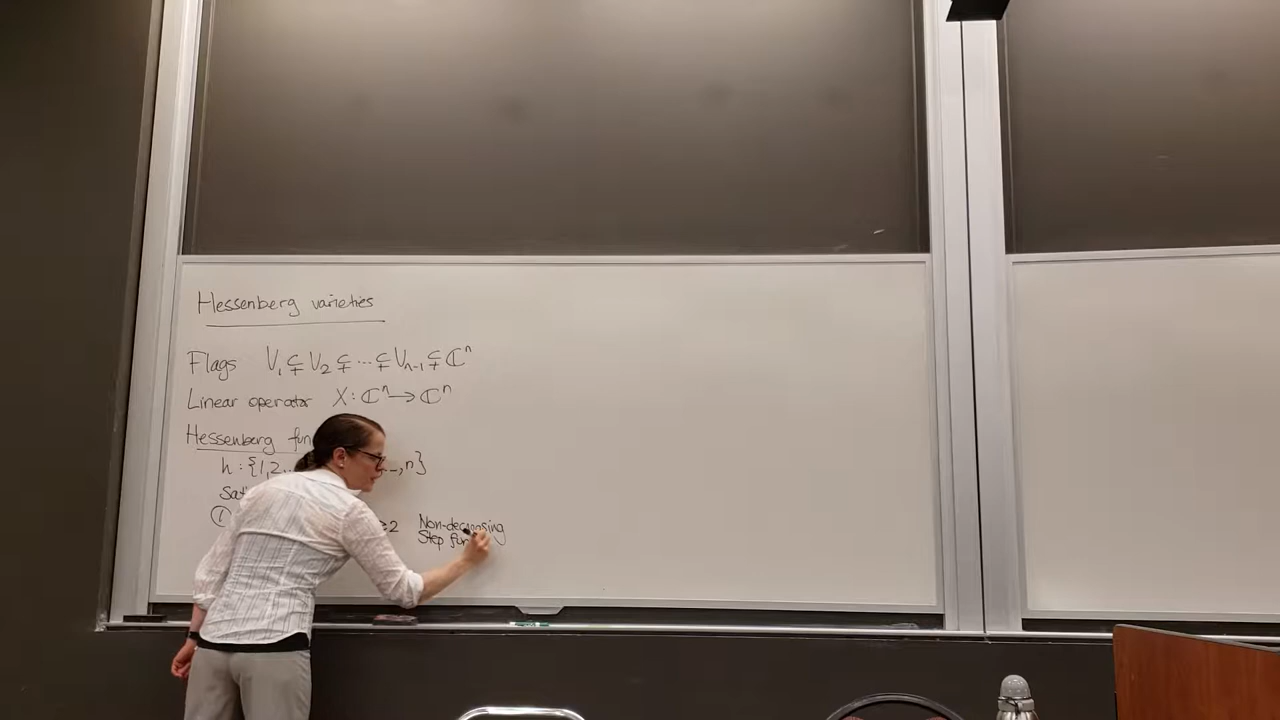 Hessenberg varieties
Flags V₁ ⊊ V₂ ⊊ ... ⊊ Vₙ₋₁ ⊊ ℂⁿ
Linear operator X : ℂⁿ → ℂⁿ
Hessenberg
h : {1,2.. ,n}
①
≥2 Non-decreasing
Step